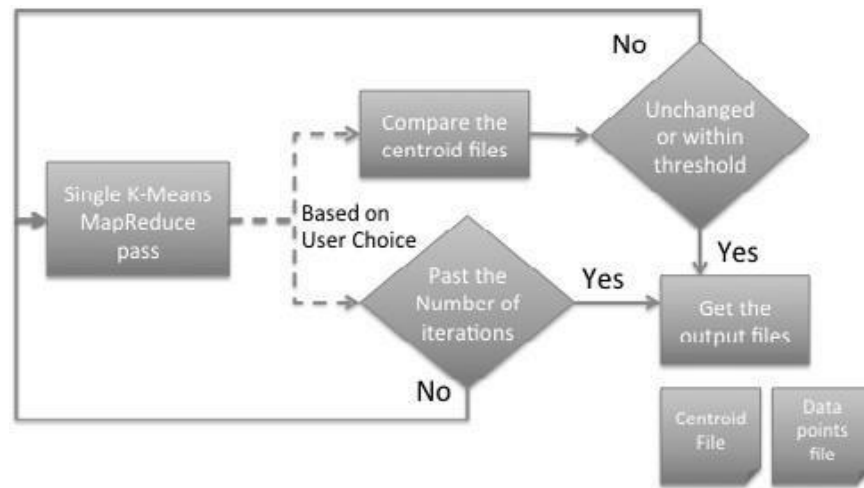 No
Unchanged
or within
threshold
Compare the
centroid files
Single K-Means
MapReduce
pass
Based on
User Choice
Yes
Past the
Number of
iterations
Yes
Get the
output files
No
Centroid
File
Data
points
file